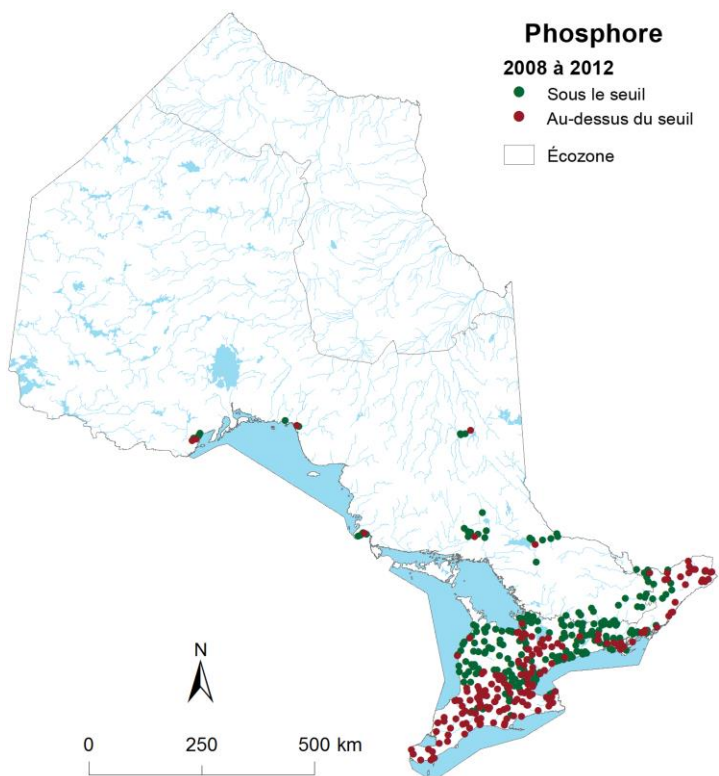 Phosphore
2008 à 2012
Sous le seuil
Au-dessus du seuil
Écozone
N
0 250 500 km